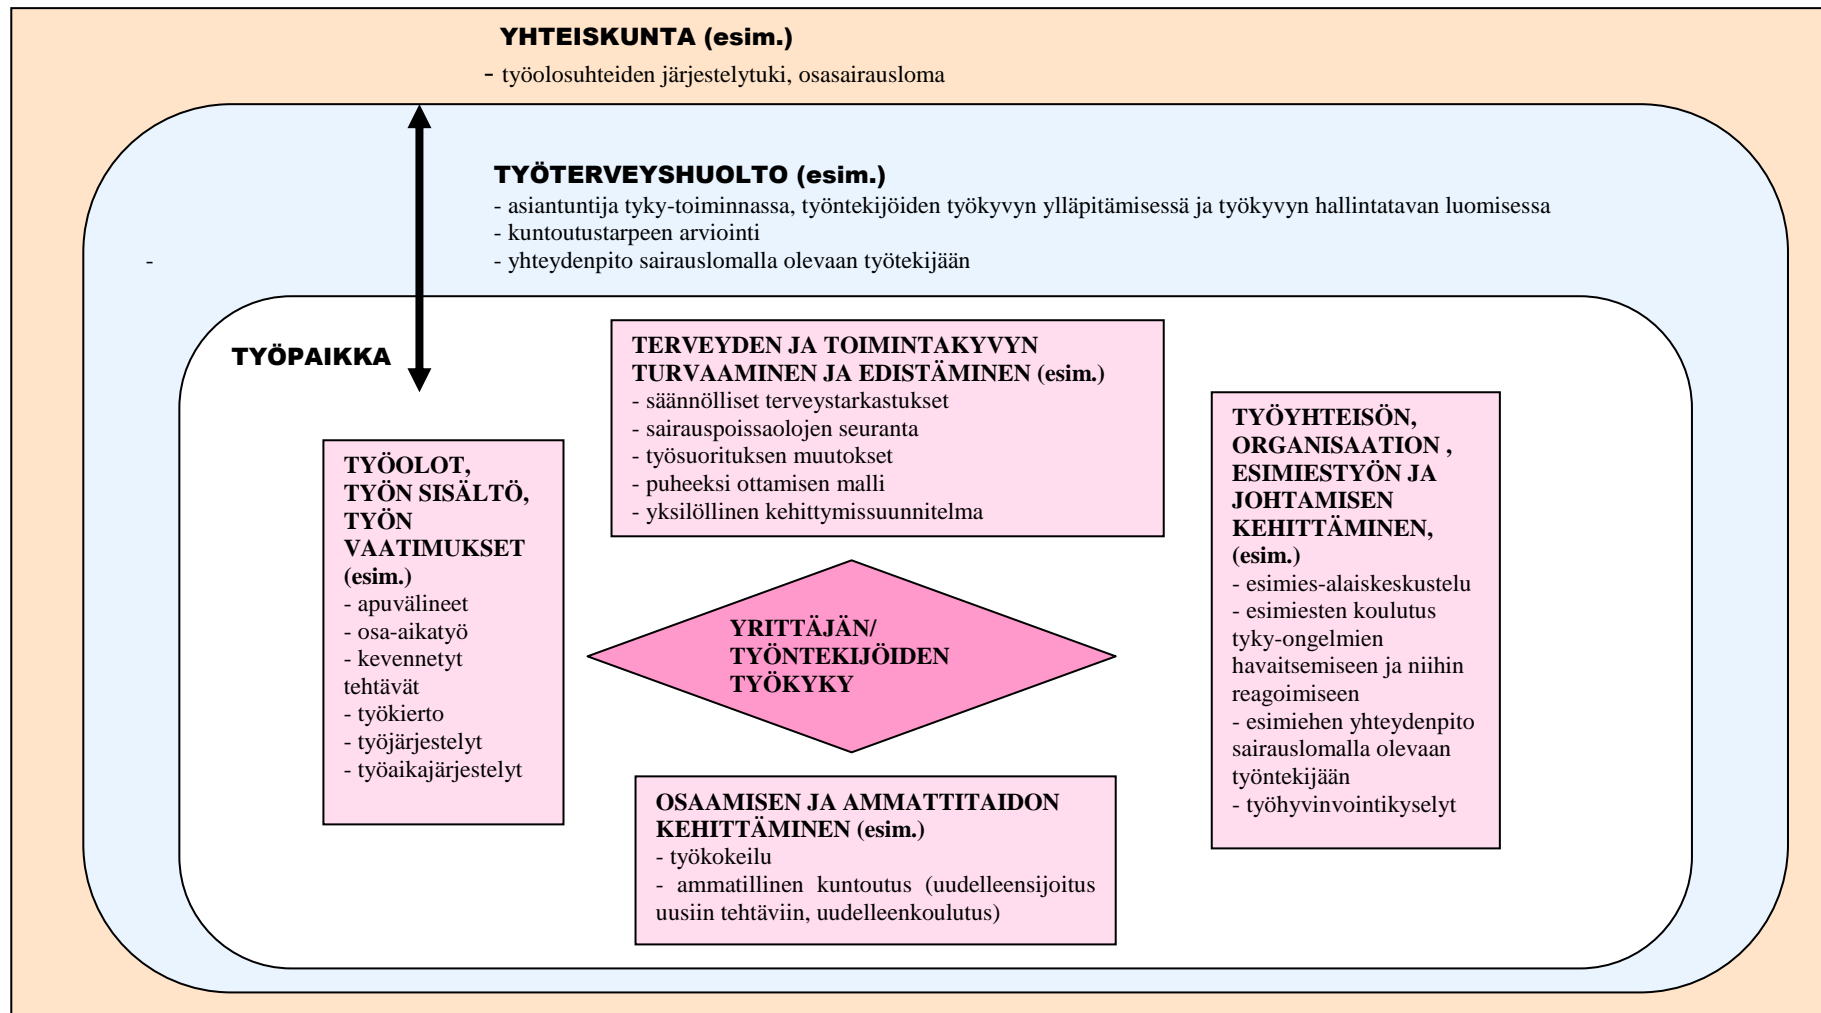 YHTEISKUNTA (esim.)
- työolosuhteiden järjestelytuki, osasairausloma
TYÖTERVEYSHUOLTO (esim.)
- asiantuntija tyky-toiminnassa, työntekijöiden työkyvyn ylläpitämisessä ja työkyvyn hallintatavan luomisessa
- kuntoutustarpeen arviointi
-
- yhteydenpito sairauslomalla olevaan työtekijään
TYÖPAIKKA
TERVEYDEN JA TOIMINTAKYVYN
TURVAAMINEN JA EDISTÄMINEN (esim.)
- säännölliset terveystarkastukset
- sairauspoissaolojen seuranta
- työsuorituksen muutokset
- puheeksi ottamisen malli
- yksilöllinen kehittymissuunnitelma
TYÖOLOT,
TYÖN SISÄLTÖ,
TYÖN
VAATIMUKSET
(esim.)
- apuvälineet
- osa-aikatyö
- kevennetyt
tehtävät
- työkierto
- työjärjestelyt
- työaikajärjestelyt
YRITTÄJÄN/
TYÖNTEKIJÖIDEN
TYÖKYKY
TYÖYHTEISÖN,
ORGANISAATION ,
ESIMIESTYÖN JA
JOHTAMISEN
KEHITTÄMINEN,
(esim.)
- esimies-alaiskeskustelu
- esimiesten koulutus
tyky-ongelmien
havaitsemiseen ja niihin
reagoimiseen
- esimiehen yhteydenpito
sairauslomalla olevaan
työntekijään
- työhyvinvointikyselyt
OSAAMISEN JA AMMATTITAIDON
KEHITTÄMINEN (esim.)
- työkokeilu
- ammatillinen kuntoutus (uudelleensijoitus
uusiin tehtäviin, uudelleenkoulutus)